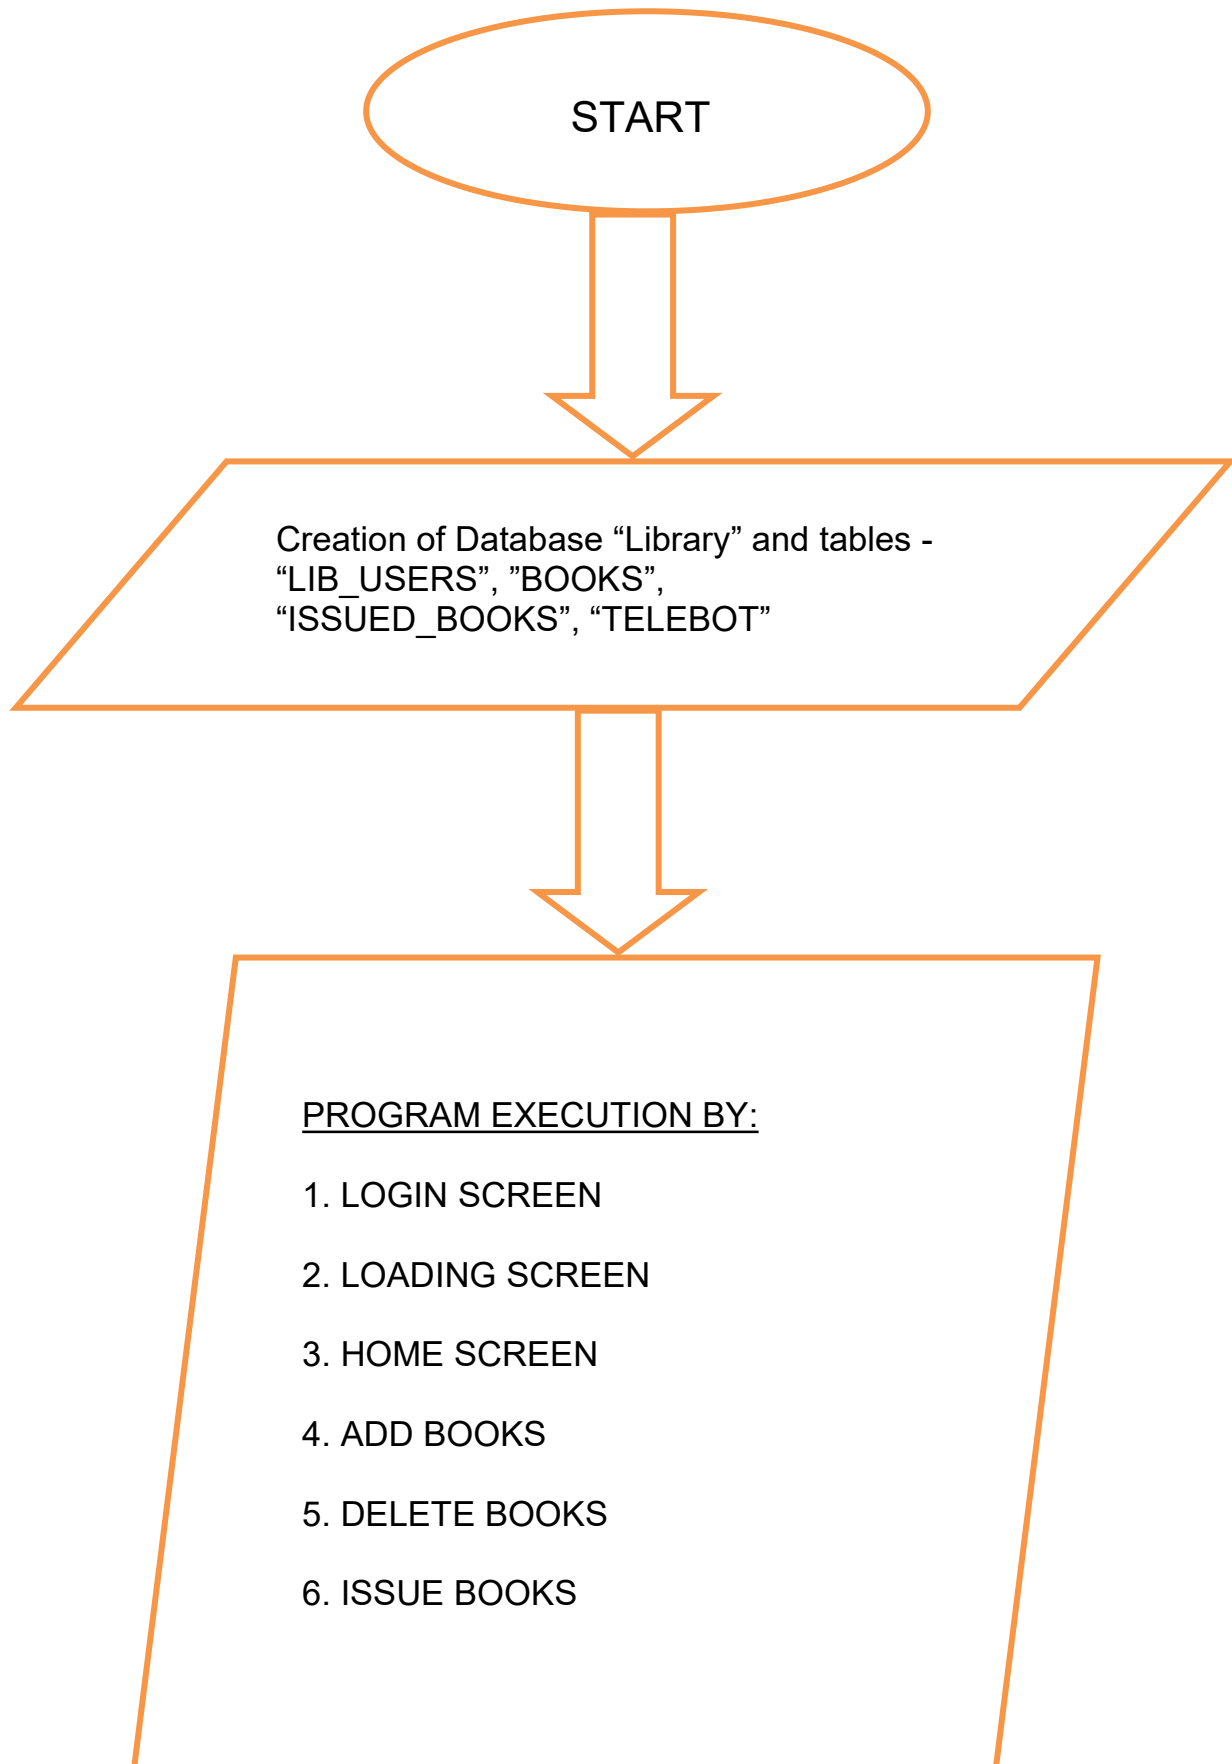 START
Creation of Database “Library” and tables -
“LIB_USERS”, ”BOOKS”,
“ISSUED_BOOKS”, “TELEBOT”
PROGRAM EXECUTION BY:
1. LOGIN SCREEN
2. LOADING SCREEN
3. HOME SCREEN
4. ADD BOOKS
5. DELETE BOOKS
6. ISSUE BOOKS